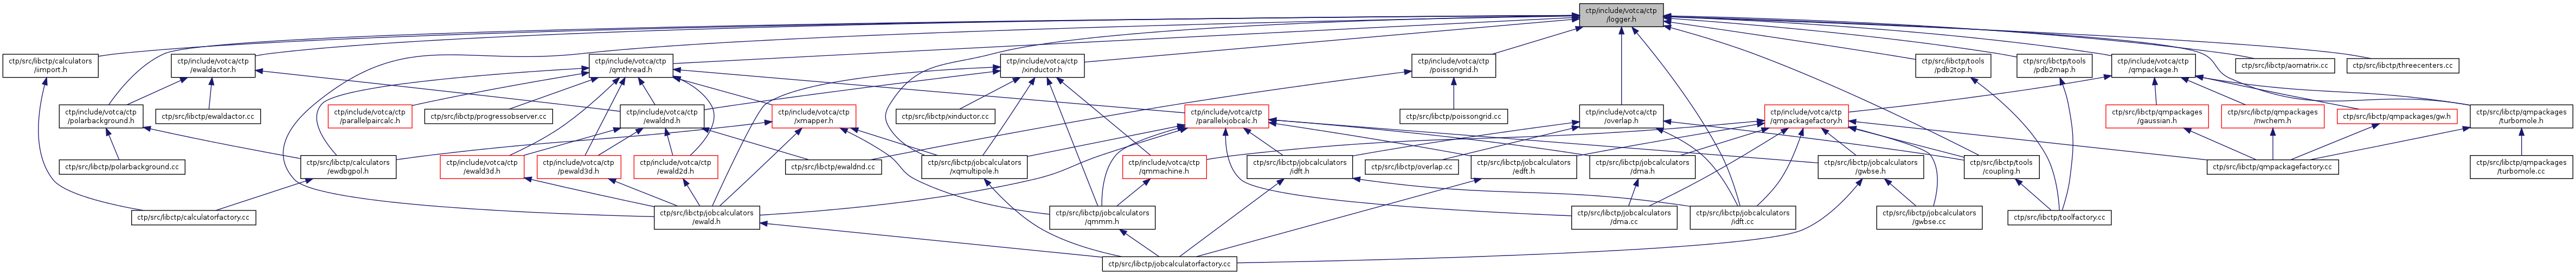 ctp/include/votca/ctp
/logger.h
ctp/src/libctp/calculators
/iimport.h
ctp/include/votca/ctp
/ewaldactor.h
ctp/include/votca/ctp
/qmthread.h
ctp/include/votca/ctp
/xinductor.h
ctp/include/votca/ctp
/poissongrid.h
ctp/src/libctp/tools
/pdb2top.h
ctp/src/libctp/tools
/pdb2map.h
ctp/include/votca/ctp
/qmpackage.h
ctp/src/libctp/aomatrix.cc
ctp/src/libctp/threecenters.cc
ctp/include/votca/ctp
/polarbackground.h
ctp/src/libctp/ewaldactor.cc
ctp/include/votca/ctp
/parallelpaircalc.h
ctp/src/libctp/progressobserver.cc
ctp/include/votca/ctp
/ewaldnd.h
ctp/include/votca/ctp
/xmapper.h
ctp/src/libctp/xinductor.cc
ctp/include/votca/ctp
/parallelxjobcalc.h
ctp/src/libctp/poissongrid.cc
ctp/include/votca/ctp
/overlap.h
ctp/include/votca/ctp
/qmpackagefactory.h
ctp/src/libctp/qmpackages
/gaussian.h
ctp/src/libctp/qmpackages
/nwchem.h
ctp/src/libctp/qmpackages/gw.h
ctp/src/libctp/qmpackages
/turbomole.h
ctp/src/libctp/polarbackground.cc
ctp/src/libctp/calculators
/ewdbgpol.h
ctp/include/votca/ctp
/ewald3d.h
ctp/include/votca/ctp
/pewald3d.h
ctp/include/votca/ctp
/ewald2d.h
ctp/src/libctp/ewaldnd.cc
ctp/src/libctp/jobcalculators
/xqmultipole.h
ctp/include/votca/ctp
/qmmachine.h
ctp/src/libctp/jobcalculators
/idft.h
ctp/src/libctp/overlap.cc
ctp/src/libctp/jobcalculators
/edft.h
ctp/src/libctp/jobcalculators
/dma.h
ctp/src/libctp/jobcalculators
/gwbse.h
ctp/src/libctp/tools
/coupling.h
ctp/src/libctp/qmpackagefactory.cc
ctp/src/libctp/qmpackages
/turbomole.cc
ctp/src/libctp/calculatorfactory.cc
ctp/src/libctp/jobcalculators
/ewald.h
ctp/src/libctp/jobcalculators
/qmmm.h
ctp/src/libctp/jobcalculators
/dma.cc
ctp/src/libctp/jobcalculators
/idft.cc
ctp/src/libctp/jobcalculators
/gwbse.cc
ctp/src/libctp/toolfactory.cc
ctp/src/libctp/jobcalculatorfactory.cc